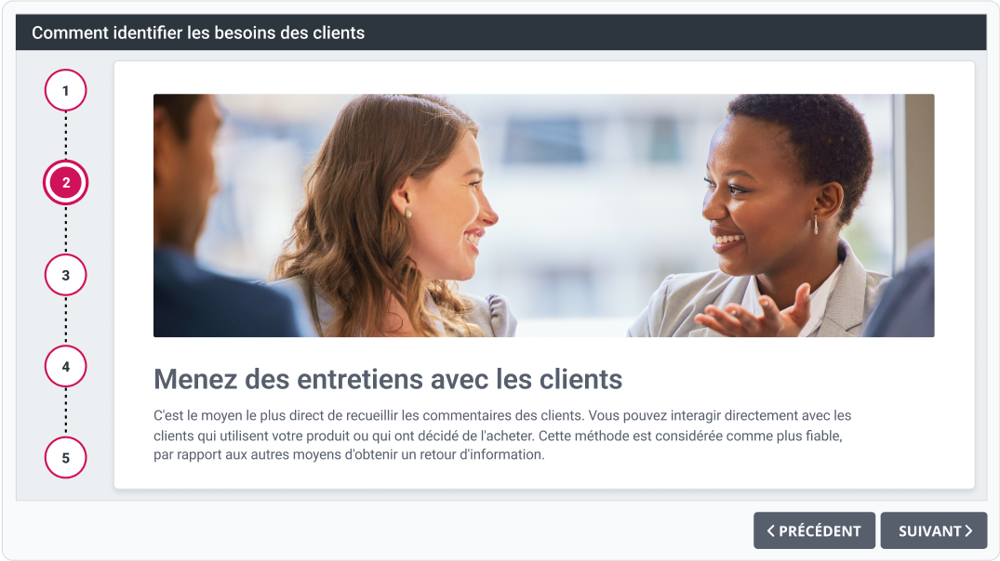 Comment identifier les besoins des clients
1
2
3
4
5
Menez des entretiens avec les clients
C'est le moyen le plus direct de recueillir les commentaires des clients. Vous pouvez interagir directement avec les
clients qui utilisent votre produit ou qui ont décidé de l'acheter. Cette méthode est considérée comme plus fiable,
par rapport aux autres moyens d'obtenir un retour d'information.
PRÉCÉDENT
SUIVANT